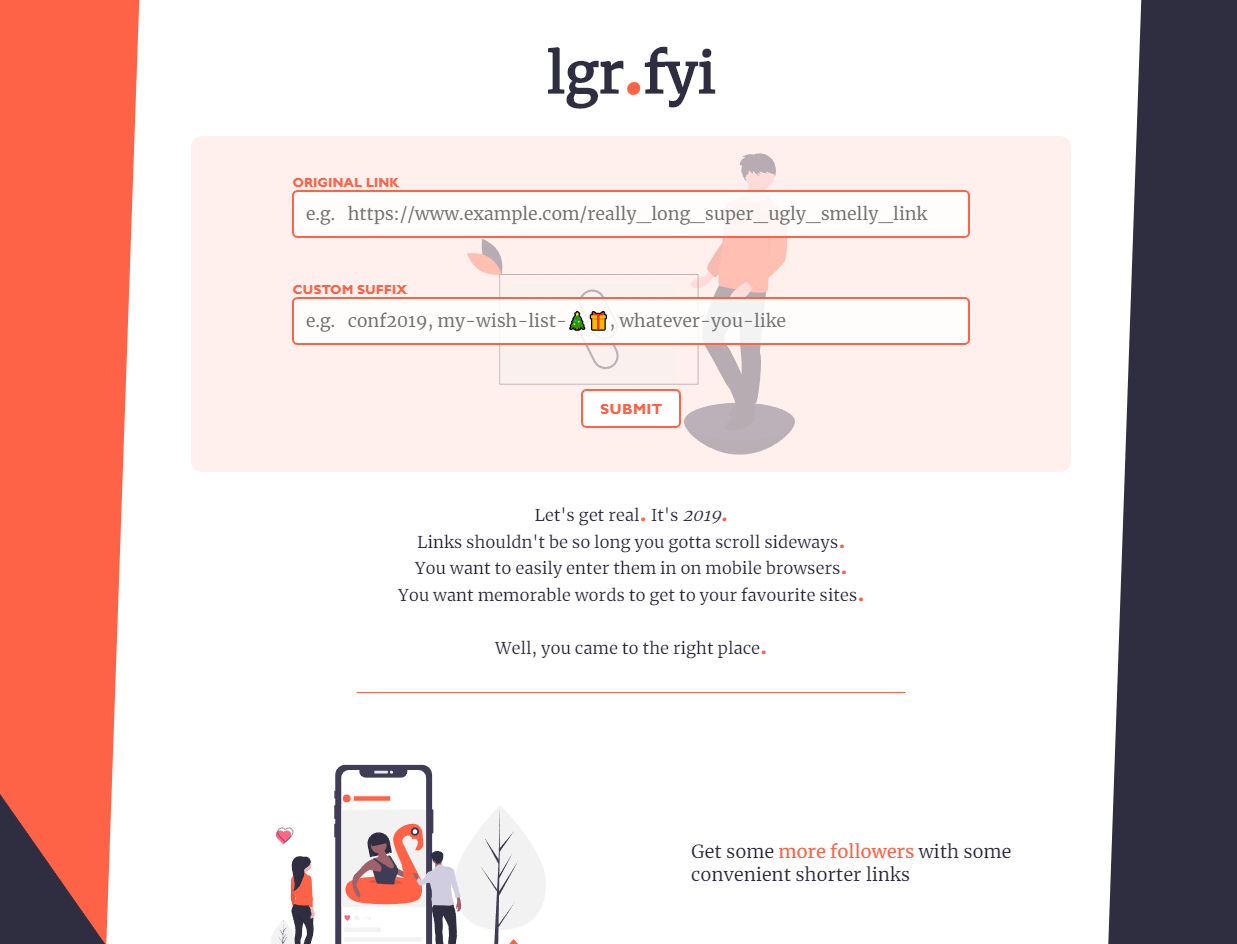 lgr.fyi
ORIGINAL LINK
e.g. https://www.example.com/really_long_super_ugly_smelly_link
CUSTOM SUFFIX
e.g. conf2019, my-wish-list-🎄🎁, whatever-you-like
SUBMIT
Let's get real. It's 2019.
Links shouldn't be so long you gotta scroll sideways.
You want to easily enter them in on mobile browsers.
You want memorable words to get to your favourite sites.
Well, you came to the right place.
Get some more followers with some
convenient shorter links